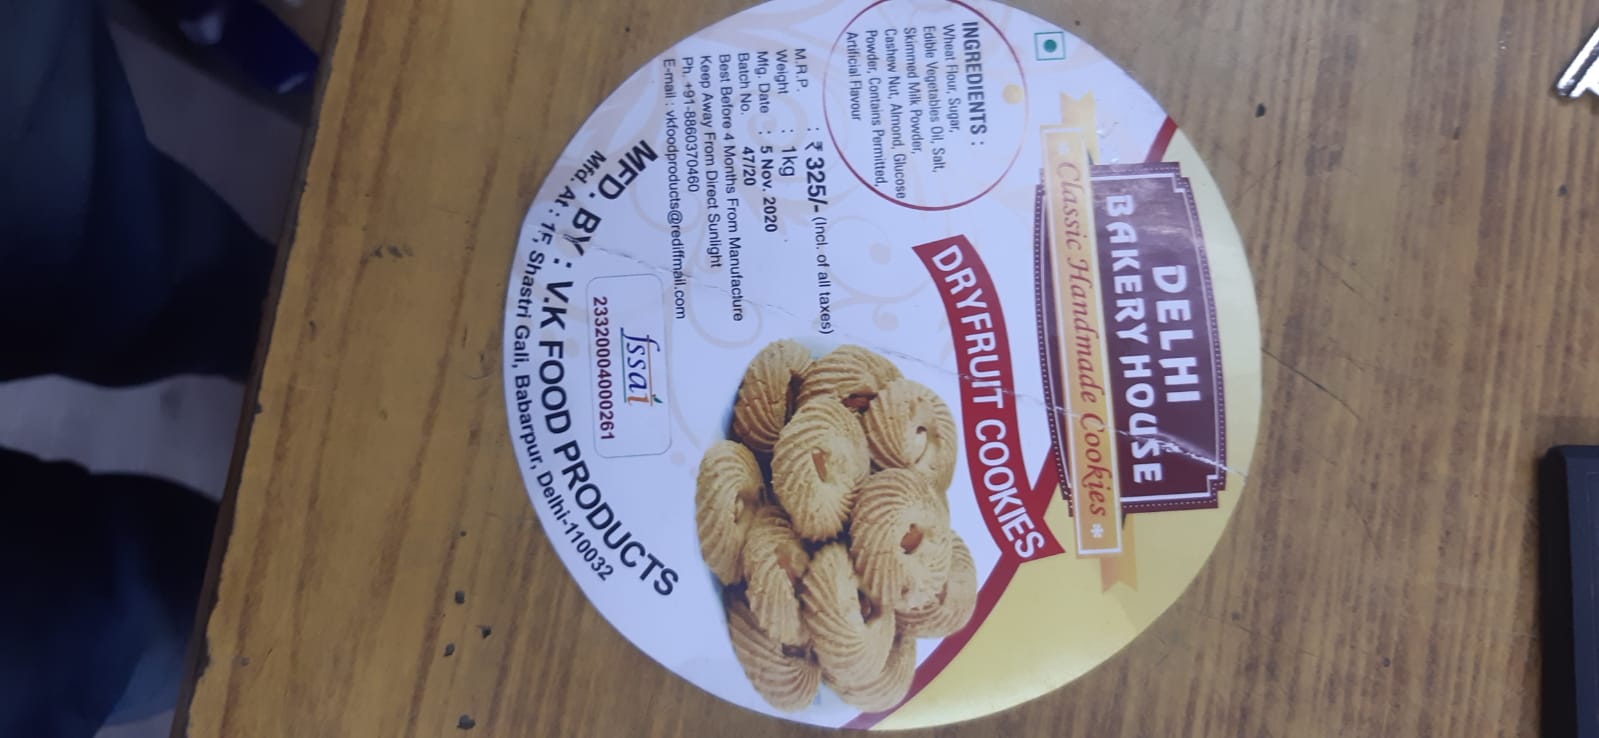 DELHI
BAKERY HOUSE
Classic Handmade Cookies
DRYFRUIT COOKIES
INGREDIENTS :
Wheat Flour, Sugar,
Edible Vegetables Oil, Salt,
Skimmed Milk Powder,
Cashew Nut, Almond, Glucose
Powder, Contains Permitted,
Artificial Flavour
M.R.P. : ₹ 325/- (Incl. of all taxes)
Weight : 1kg
Mfg. Date : 5 Nov. 2020
Batch No. 47/20
Best Before 4 Months From Manufacture
Keep Away From Direct Sunlight
Ph. +91-8860370460
E-mail : vkfoodproducts@rediffmail.com
fssai
23320004000261
MFD. BY : V.K FOOD PRODUCTS
Mfd. At : Shastri Gali, Babarpur, Delhi-110032